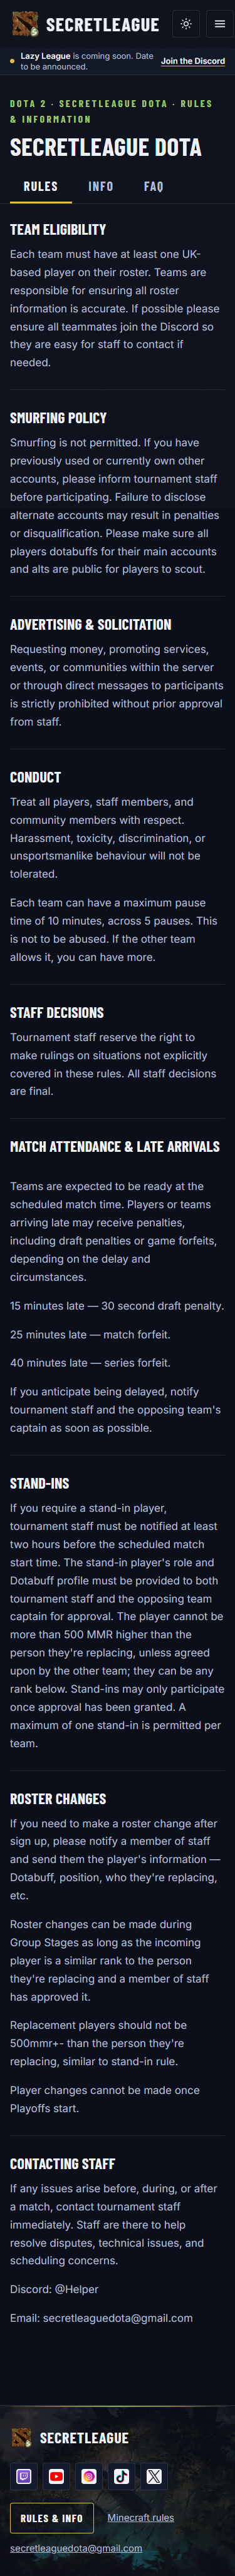 SECRETLEAGUE
Lazy League is coming soon. Date
to be announced.
Join the Discord
DOTA 2 · SECRETLEAGUE DOTA · RULES
& INFORMATION
SECRETLEAGUE DOTA
RULES
INFO
FAQ
TEAM ELIGIBILITY
Each team must have at least one UK-
based player on their roster. Teams are
responsible for ensuring all roster
information is accurate. If possible please
ensure all teammates join the Discord so
they are easy for staff to contact if
needed.
SMURFING POLICY
Smurfing is not permitted. If you have
previously used or currently own other
accounts, please inform tournament staff
before participating. Failure to disclose
alternate accounts may result in penalties
or disqualification. Please make sure all
players dotabuffs for their main accounts
and alts are public for players to scout.
ADVERTISING & SOLICITATION
Requesting money, promoting services,
events, or communities within the server
or through direct messages to participants
is strictly prohibited without prior approval
from staff.
CONDUCT
Treat all players, staff members, and
community members with respect.
Harassment, toxicity, discrimination, or
unsportsmanlike behaviour will not be
tolerated.
Each team can have a maximum pause
time of 10 minutes, across 5 pauses. This
is not to be abused. If the other team
allows it, you can have more.
STAFF DECISIONS
Tournament staff reserve the right to
make rulings on situations not explicitly
covered in these rules. All staff decisions
are final.
MATCH ATTENDANCE & LATE ARRIVALS
Teams are expected to be ready at the
scheduled match time. Players or teams
arriving late may receive penalties,
including draft penalties or game forfeits,
depending on the delay and
circumstances.
15 minutes late — 30 second draft penalty.
25 minutes late — match forfeit.
40 minutes late — series forfeit.
If you anticipate being delayed, notify
tournament staff and the opposing team's
captain as soon as possible.
STAND-INS
If you require a stand-in player,
tournament staff must be notified at least
two hours before the scheduled match
start time. The stand-in player's role and
Dotabuff profile must be provided to both
tournament staff and the opposing team
captain for approval. The player cannot be
more than 500 MMR higher than the
person they're replacing, unless agreed
upon by the other team; they can be any
rank below. Stand-ins may only participate
once approval has been granted. A
maximum of one stand-in is permitted per
team.
ROSTER CHANGES
If you need to make a roster change after
sign up, please notify a member of staff
and send them the player's information —
Dotabuff, position, who they're replacing,
etc.
Roster changes can be made during
Group Stages as long as the incoming
player is a similar rank to the person
they're replacing and a member of staff
has approved it.
Replacement players should not be
500mmr+- than the person they're
replacing, similar to stand-in rule.
Player changes cannot be made once
Playoffs start.
CONTACTING STAFF
If any issues arise before, during, or after
a match, contact tournament staff
immediately. Staff are there to help
resolve disputes, technical issues, and
scheduling concerns.
Discord: @Helper
Email: secretleaguedota@gmail.com
SECRETLEAGUE
RULES & INFO
Minecraft rules
secretleaguedota@gmail.com